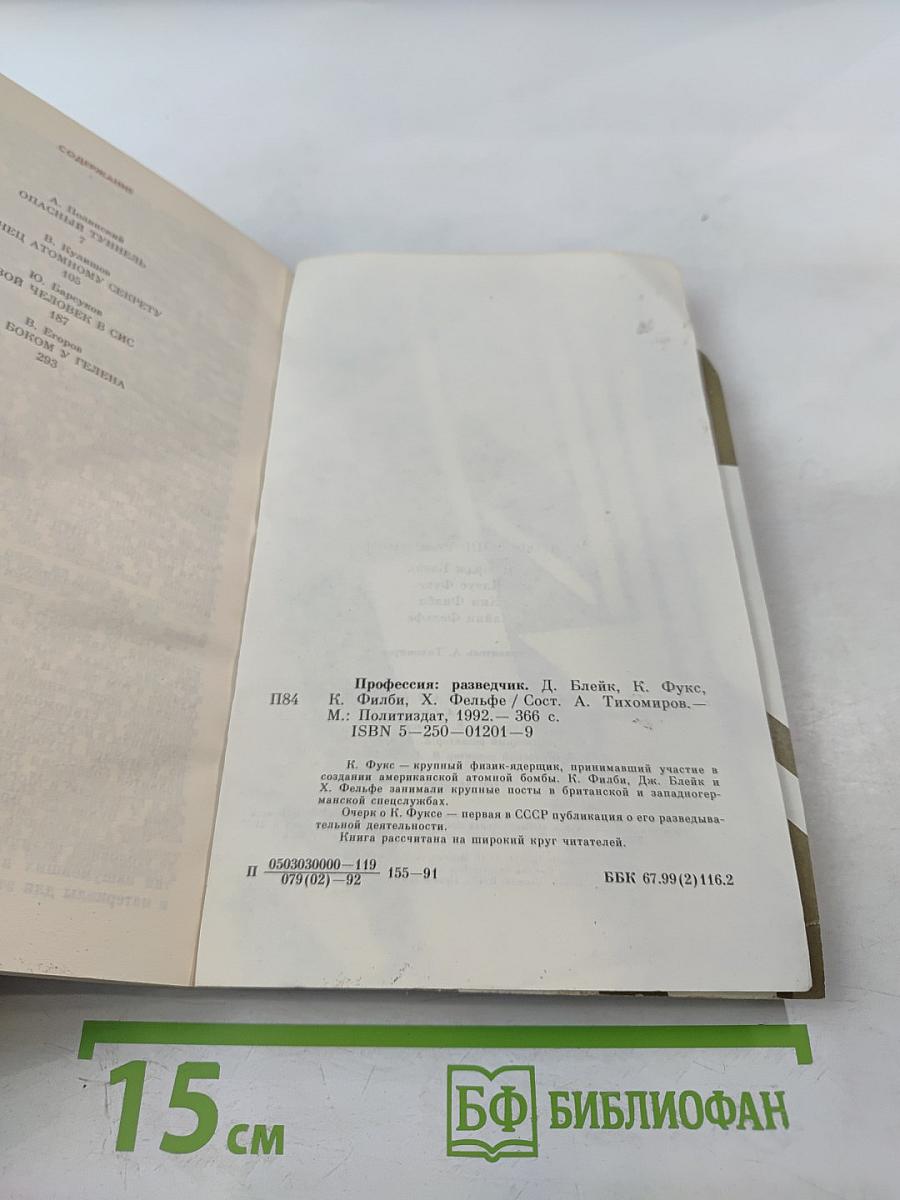 СОДЕРЖАНИЕ
А. Полянский
ОПАСНЫЙ ТУННЕЛЬ
7
В. Кулишов
АТОМНОМУ СЕКРЕТУ
105
Ю. Барсуков
ЧЕЛОВЕК В СИС
187
В. Егоров
БОКОМ У ГЕЛЕНА
293
Профессия: разведчик. Д. Блейк, К. Фукс,
П84 К. Филби, Х. Фельфе / Сост. А. Тихомиров.—
М.: Политиздат, 1992.— 366 с.
ISBN 5—250—01201—9
К. Фукс — крупный физик-ядерщик, принимавший участие в
создании американской атомной бомбы. К. Филби, Дж. Блейк и
Х. Фельфе занимали крупные посты в британской и западногер-
манской спецслужбах.
Очерк о К. Фуксе — первая в СССР публикация о его разведыва-
тельной деятельности.
Книга рассчитана на широкий круг читателей.
П 0503030000—119 155—91 ББК 67.99(2)116.2
079(02)—92
15 см
БФ БИБЛИОФАН